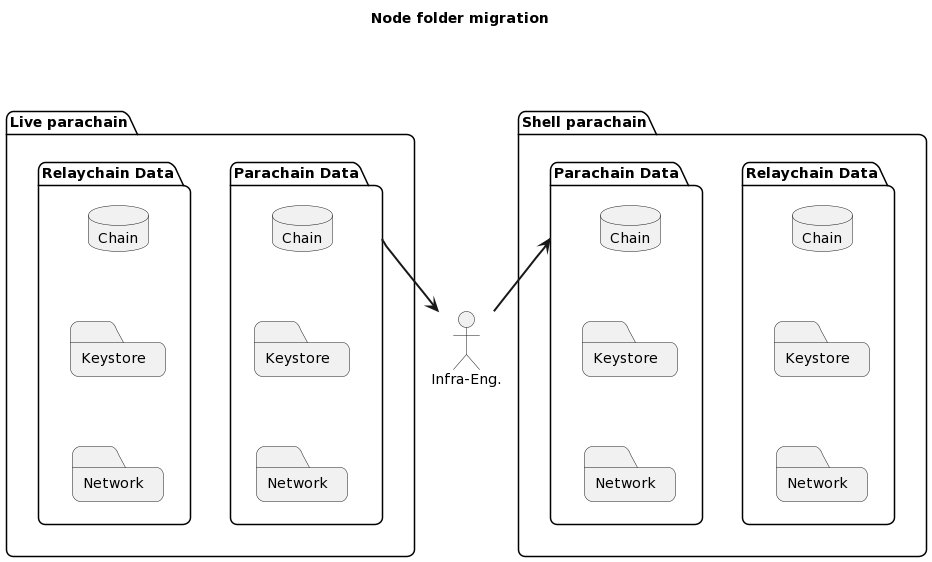 Node folder migration
Live parachain
Shell parachain
Relaychain Data
Parachain Data
Parachain Data
Relaychain Data
Chain
Chain
Chain
Chain
Keystore
Keystore
Keystore
Keystore
Infra-Eng.
Network
Network
Network
Network